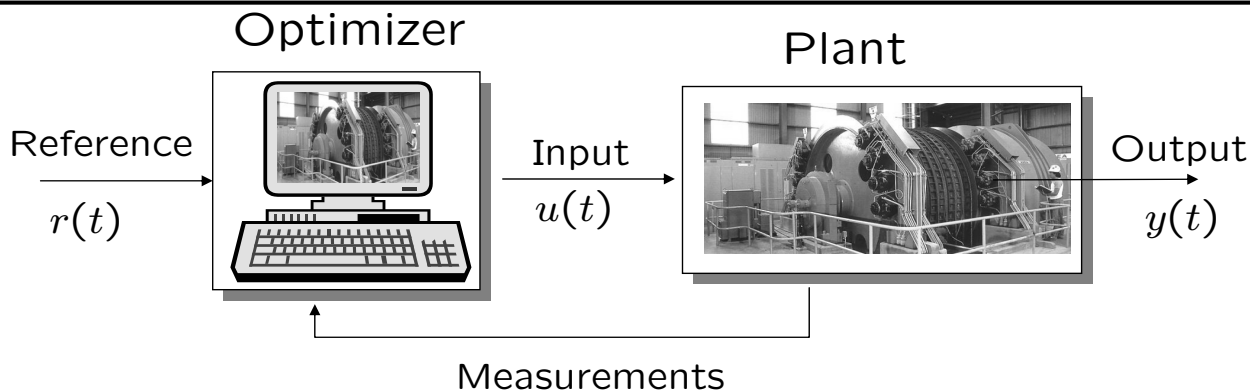 Optimizer
Plant
Reference
r(t)
Input
u(t)
Output
y(t)
Measurements